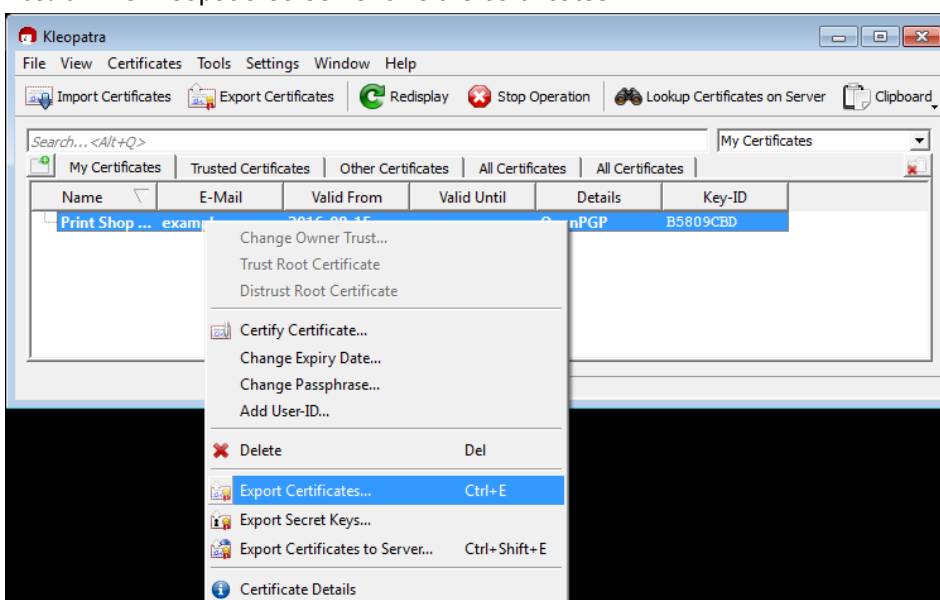 Kleopatra
File View Certificates Tools Settings Window Help
Import Certificates Export Certificates Redisplay Stop Operation Lookup Certificates on Server Clipboard
Search...<Alt+Q> My Certificates
My Certificates Trusted Certificates Other Certificates All Certificates All Certificates
Name E-Mail Valid From Valid Until Details Key-ID
Print Shop ... B5809CBD
Change Owner Trust...
Trust Root Certificate
Distrust Root Certificate
Certify Certificate...
Change Expiry Date...
Change Passphrase...
Add User-ID...
Delete Del
Export Certificates... Ctrl+E
Export Secret Keys...
Export Certificates to Server... Ctrl+Shift+E
Certificate Details